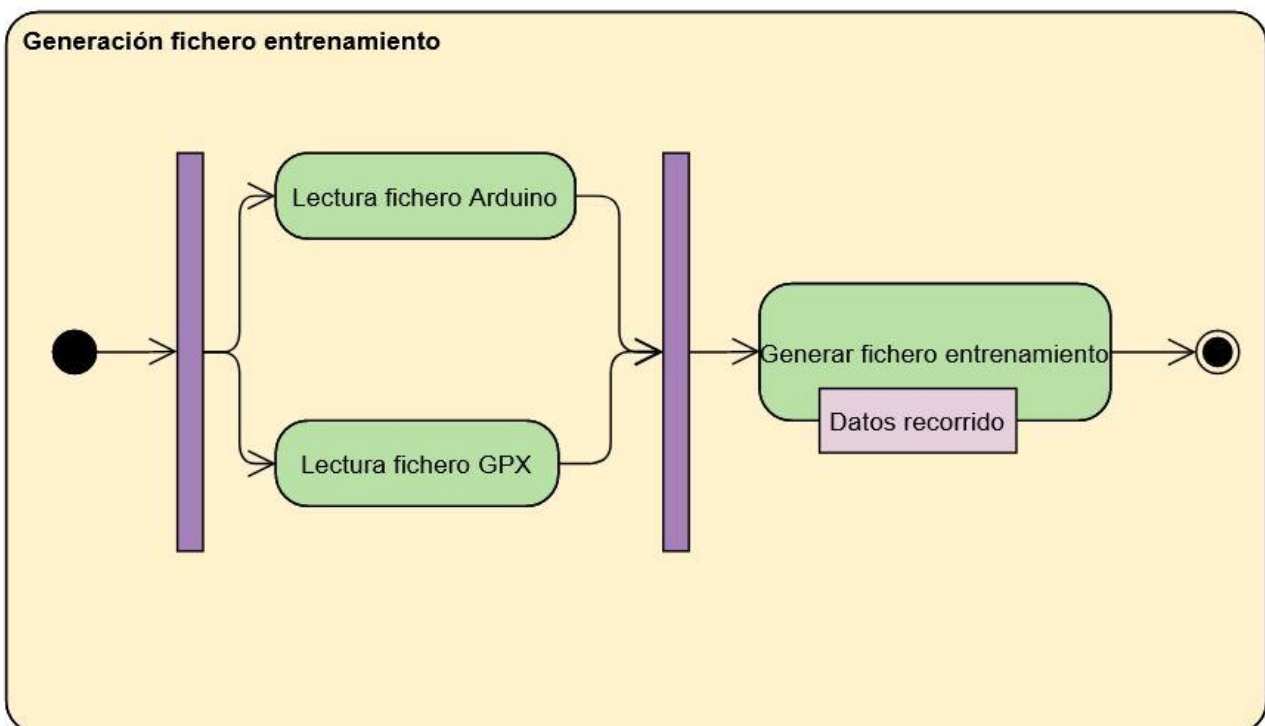 Generación fichero entrenamiento
Lectura fichero Arduino
Generar fichero entrenamiento
Datos recorrido
Lectura fichero GPX